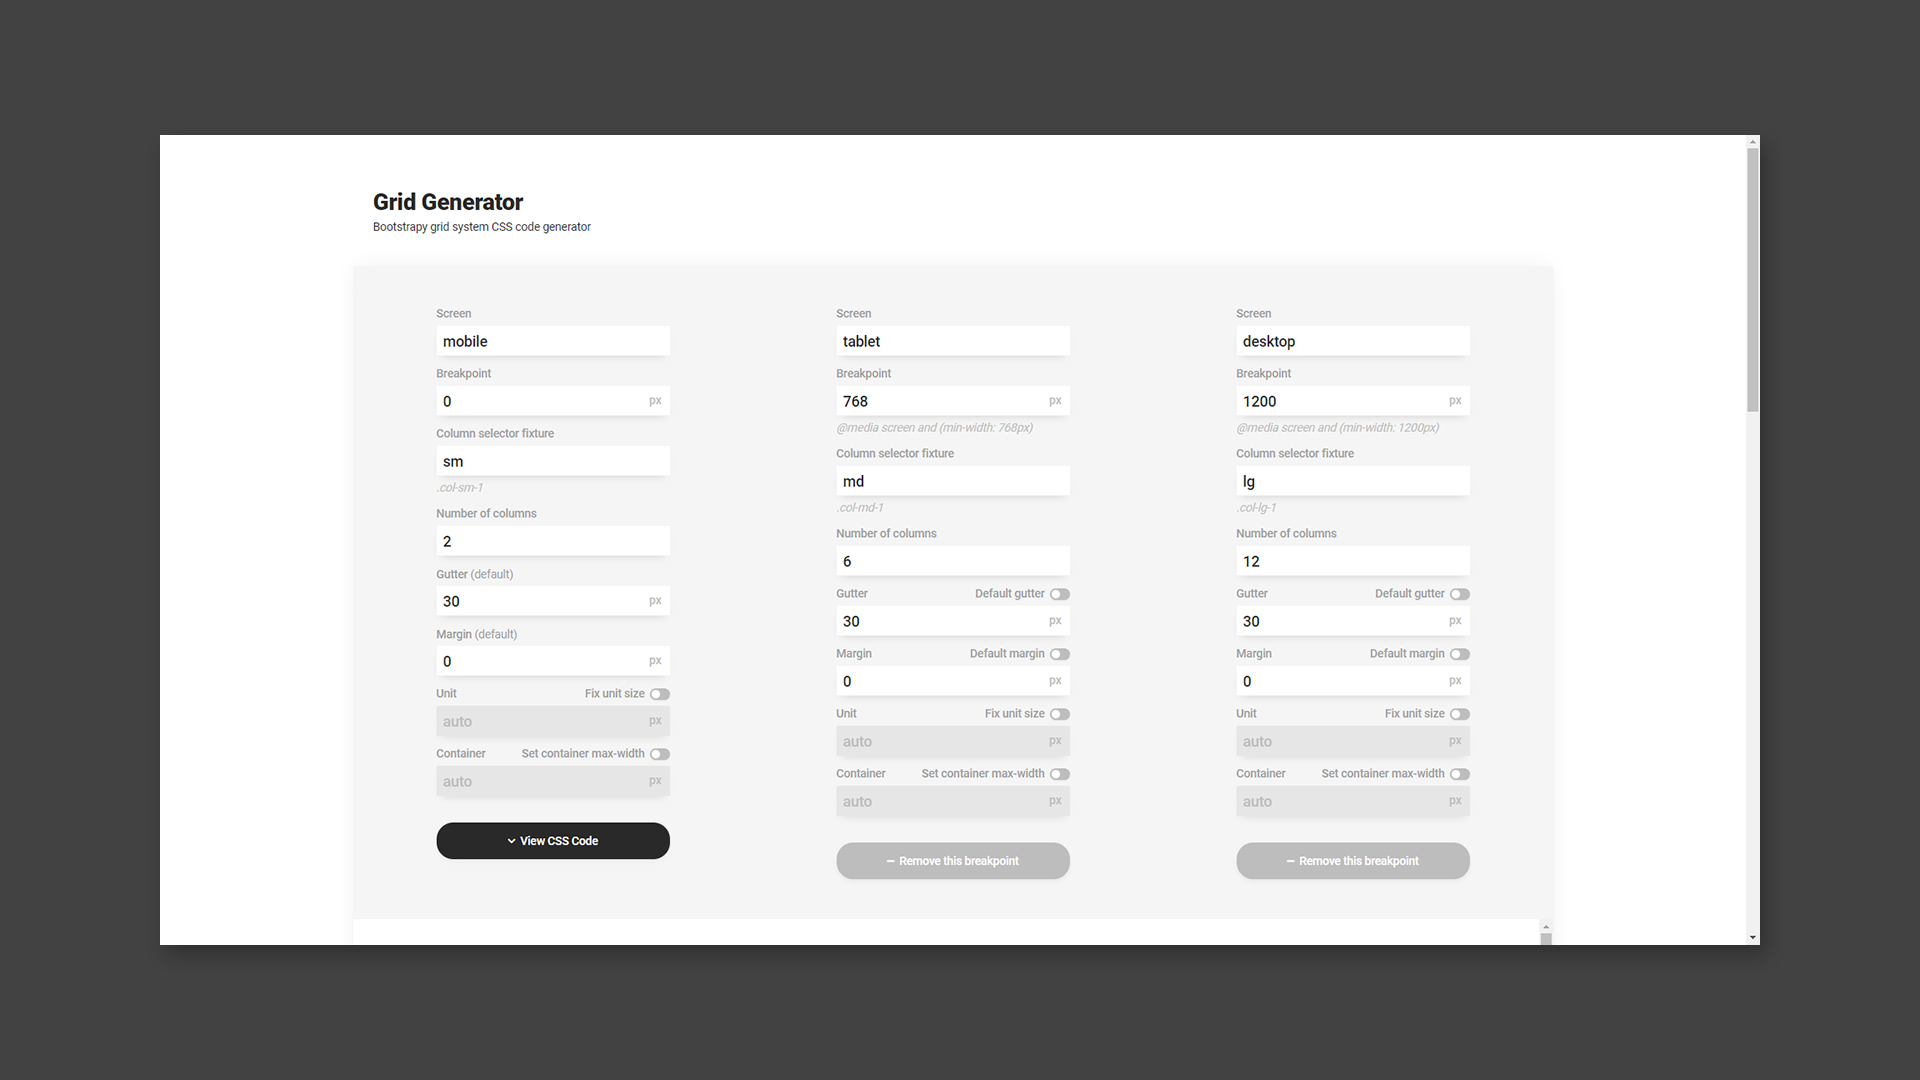 Grid Generator
Bootstrapy grid system CSS code generator
Screen
mobile
Breakpoint
0 px
Column selector fixture
sm
.col-sm-1
Number of columns
2
Gutter (default)
30 px
Margin (default)
0 px
Unit Fix unit size
auto px
Container Set container max-width
auto px
View CSS Code
Screen
tablet
Breakpoint
768 px
@media screen and (min-width: 768px)
Column selector fixture
md
.col-md-1
Number of columns
6
Gutter Default gutter
30 px
Margin Default margin
0 px
Unit Fix unit size
auto px
Container Set container max-width
auto px
Remove this breakpoint
Screen
desktop
Breakpoint
1200 px
@media screen and (min-width: 1200px)
Column selector fixture
lg
.col-lg-1
Number of columns
12
Gutter Default gutter
30 px
Margin Default margin
0 px
Unit Fix unit size
auto px
Container Set container max-width
auto px
Remove this breakpoint